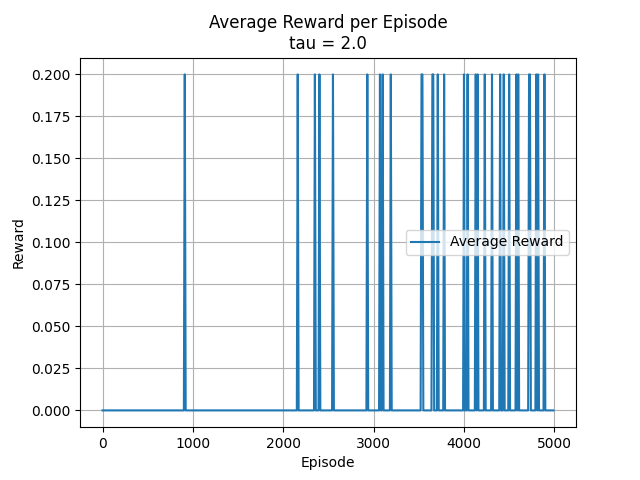 Average Reward per Episode
tau = 2.0
Reward
0.200
0.175
0.150
0.125
0.100
0.075
0.050
0.025
0.000
Average Reward
0 1000 2000 3000 4000 5000
Episode